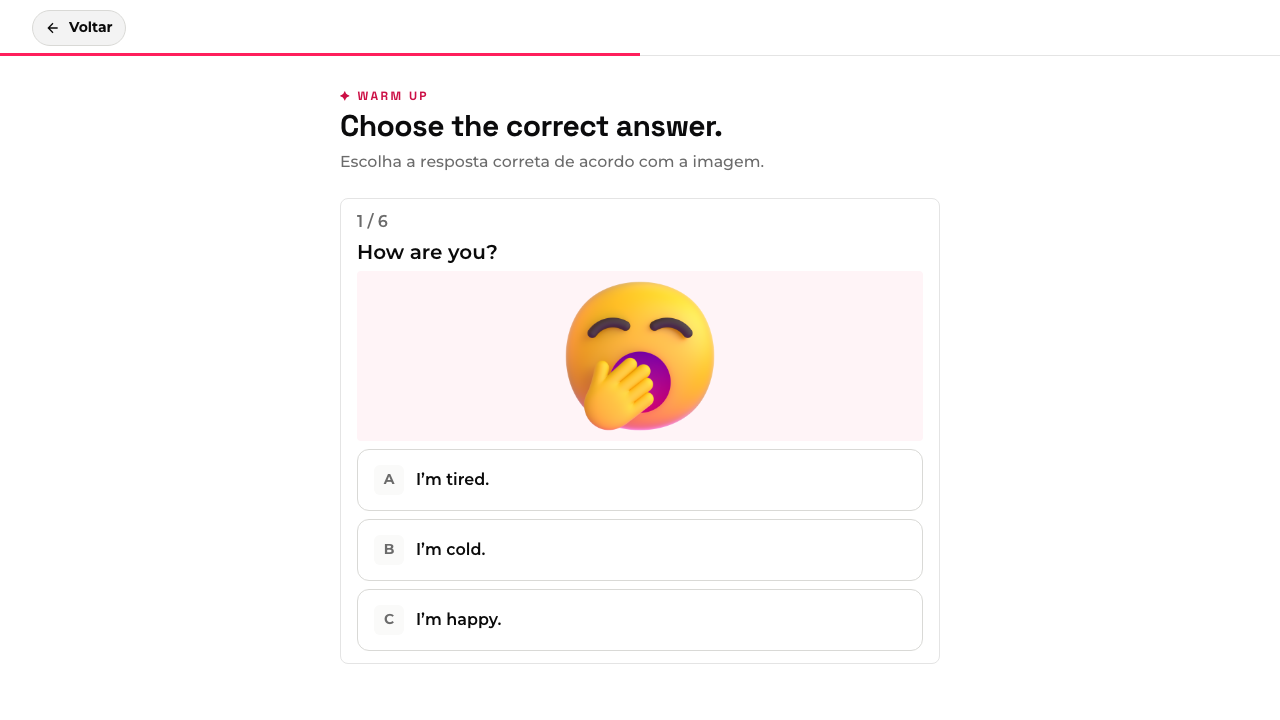 Voltar
WARM UP
Choose the correct answer.
Escolha a resposta correta de acordo com a imagem.
1 / 6
How are you?
A I'm tired.
B I'm cold.
C I'm happy.